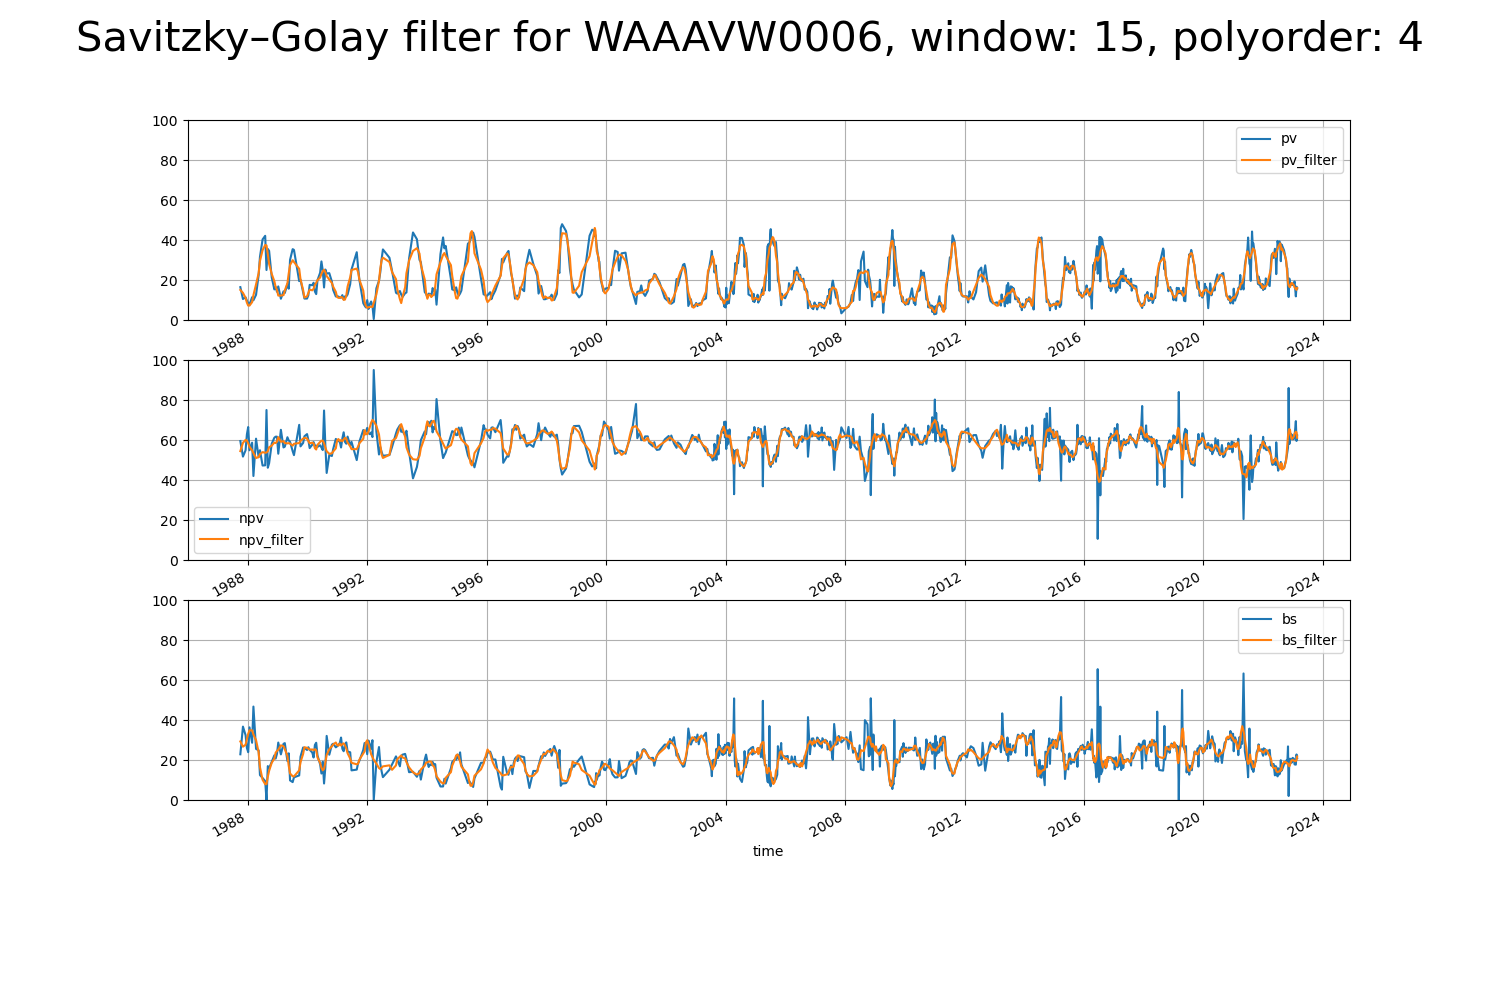 Savitzky–Golay filter for WAAAVW0006, window: 15, polyorder: 4
100
80
60
40
20
0
pv
pv_filter
1988 1992 1996 2000 2004 2008 2012 2016 2020 2024
100
80
60
40
20
0
npv
npv_filter
1988 1992 1996 2000 2004 2008 2012 2016 2020 2024
100
80
60
40
20
0
bs
bs_filter
1988 1992 1996 2000 2004 2008 2012 2016 2020 2024
time